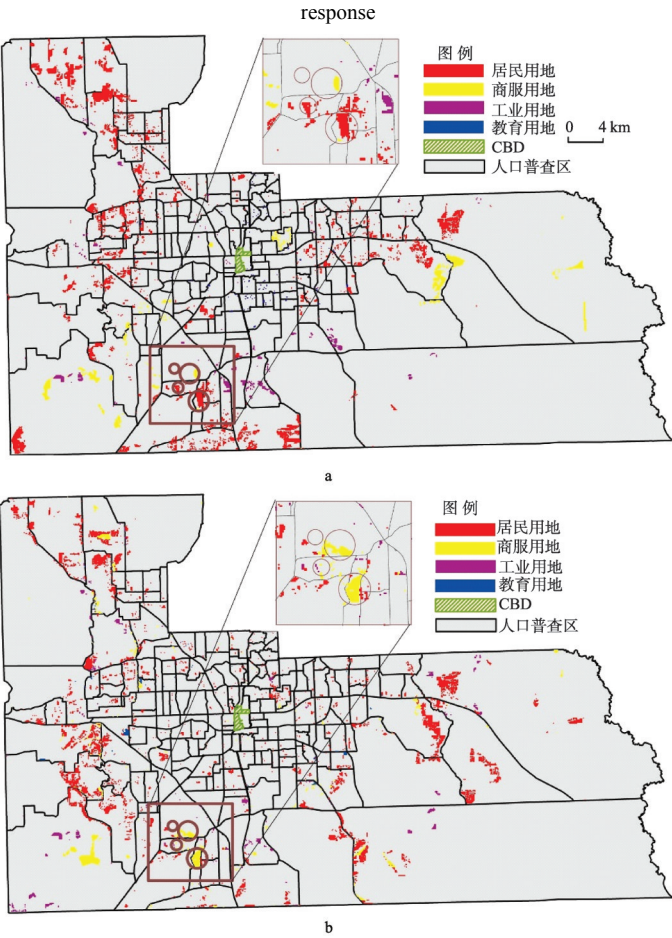 response
图 例
居民用地
商服用地
工业用地
教育用地
CBD
人口普查区
0 4 km
a
图 例
居民用地
商服用地
工业用地
教育用地
CBD
人口普查区
b